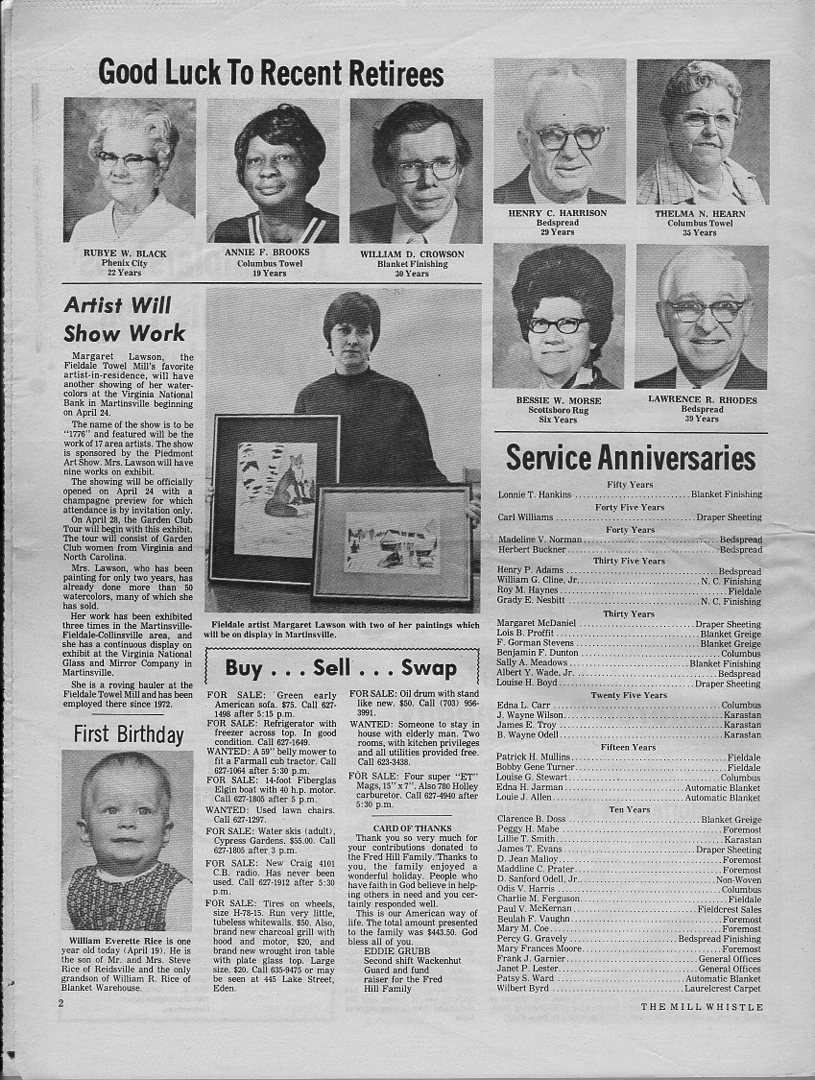 Good Luck To Recent Retirees
RUBYE W. BLACK
Phenix City
22 Years
ANNIE F. BROOKS
Columbus Towel
19 Years
WILLIAM D. CROWSON
Blanket Finishing
30 Years
HENRY C. HARRISON
Bedspread
29 Years
THELMA N. HEARN
Columbus Towel
35 Years
BESSIE W. MORSE
Scottsboro Rug
Six Years
LAWRENCE R. RHODES
Bedspread
39 Years
Artist Will
Show Work
Margaret Lawson, the
Fieldale Towel Mill's favorite
artist-in-residence, will have
another showing of her water-
colors at the Virginia National
Bank in Martinsville beginning
on April 24.
The name of the show is to be
"1776" and featured will be the
work of 17 area artists. The show
is sponsored by the Piedmont
Art Show. Mrs. Lawson will have
nine works on exhibit.
The showing will be officially
opened on April 24 with a
champagne preview for which
attendance is by invitation only.
On April 28, the Garden Club
Tour will begin with this exhibit.
The tour will consist of Garden
Club women from Virginia and
North Carolina.
Mrs. Lawson, who has been
painting for only two years, has
already done more than 50
watercolors, many of which she
has sold.
Her work has been exhibited
three times in the Martinsville-
Fieldale-Collinsville area, and
she has a continuous display on
exhibit at the Virginia National
Glass and Mirror Company in
Martinsville.
She is a roving hauler at the
Fieldale Towel Mill and has been
employed there since 1972.
Fieldale artist Margaret Lawson with two of her paintings which
will be on display in Martinsville.
First Birthday
William Everette Rice is one
year old today (April 19). He is
the son of Mr. and Mrs. Steve
Rice of Reidsville and the only
grandson of William R. Rice of
Blanket Warehouse.
Buy . . . Sell . . . Swap
FOR SALE: Green early
American sofa. $75. Call 627-
1498 after 5:15 p.m.
FOR SALE: Refrigerator with
freezer across top. In good
condition. Call 627-1649.
WANTED: A 59" belly mower to
fit a Farmall cub tractor. Call
627-1064 after 5:30 p.m.
FOR SALE: 14-foot Fiberglas
Elgin boat with 40 h.p. motor.
Call 627-1805 after 5 p.m.
WANTED: Used lawn chairs.
Call 627-1297.
FOR SALE: Water skis (adult),
Cypress Gardens. $55.00. Call
627-1805 after 3 p.m.
FOR SALE: New Craig 4101
C.B. radio. Has never been
used. Call 627-1912 after 5:30
p.m.
FOR SALE: Tires on wheels,
size H-78-15. Run very little,
tubeless whitewalls. $50. Also,
brand new charcoal grill with
hood and motor, $20, and
brand new wrought iron table
with plate glass top. Large
size. $20. Call 635-9475 or may
be seen at 445 Lake Street,
Eden.
FOR SALE: Oil drum with stand
like new. $50. Call (703) 956-
3991.
WANTED: Someone to stay in
house with elderly man. Two
rooms, with kitchen privileges
and all utilities provided free.
Call 623-3438.
FOR SALE: Four super "ET"
Mags, 15" x 7". Also 780 Holley
carburetor. Call 627-4940 after
5:30 p.m.
CARD OF THANKS
Thank you so very much for
your contributions donated to
the Fred Hill Family. Thanks to
you, the family enjoyed a
wonderful holiday. People who
have faith in God believe in help-
ing others in need and you cer-
tainly responded well.
This is our American way of
life. The total amount presented
to the family was $443.50. God
bless all of you.
EDDIE GRUBB
Second shift Wackenhut
Guard and fund
raiser for the Fred
Hill Family
Service Anniversaries
Fifty Years
Lonnie T. Hankins ........ Blanket Finishing
Forty Five Years
Carl Williams ........ Draper Sheeting
Forty Years
Madeline V. Norman ........ Bedspread
Herbert Buckner ........ Bedspread
Thirty Five Years
Henry P. Adams ........ Bedspread
William G. Cline, Jr. ........ N. C. Finishing
Roy M. Haynes ........ Fieldale
Grady E. Nesbitt ........ N. C. Finishing
Thirty Years
Margaret McDaniel ........ Draper Sheeting
Lois B. Proffit ........ Blanket Greige
F. Gorman Stevens ........ Blanket Greige
Benjamin F. Dunton ........ Columbus
Sally A. Meadows ........ Blanket Finishing
Albert Y. Wade, Jr. ........ Bedspread
Louise H. Boyd ........ Draper Sheeting
Twenty Five Years
Edna L. Carr ........ Columbus
J. Wayne Wilson ........ Karastan
James E. Troy ........ Karastan
B. Wayne Odell ........ Karastan
Fifteen Years
Patrick H. Mullins ........ Fieldale
Bobby Gene Turner ........ Fieldale
Louise G. Stewart ........ Columbus
Edna H. Jarman ........ Automatic Blanket
Louie J. Allen ........ Automatic Blanket
Ten Years
Clarence B. Doss ........ Blanket Greige
Peggy H. Mabe ........ Foremost
Lillie T. Smith ........ Karastan
James T. Evans ........ Draper Sheeting
D. Jean Malloy ........ Foremost
Maddline C. Prater ........ Foremost
D. Sanford Odell, Jr. ........ Non-Woven
Odis V. Harris ........ Columbus
Charlie M. Ferguson ........ Fieldale
Paul V. McKernan ........ Fieldcrest Sales
Beulah F. Vaughn ........ Foremost
Mary M. Coe ........ Foremost
Percy G. Gravely ........ Bedspread Finishing
Mary Frances Moore ........ Foremost
Frank J. Garnier ........ General Offices
Janet P. Lester ........ General Offices
Patsy S. Ward ........ Automatic Blanket
Wilbert Byrd ........ Laurelcrest Carpet
2
THE MILL WHISTLE